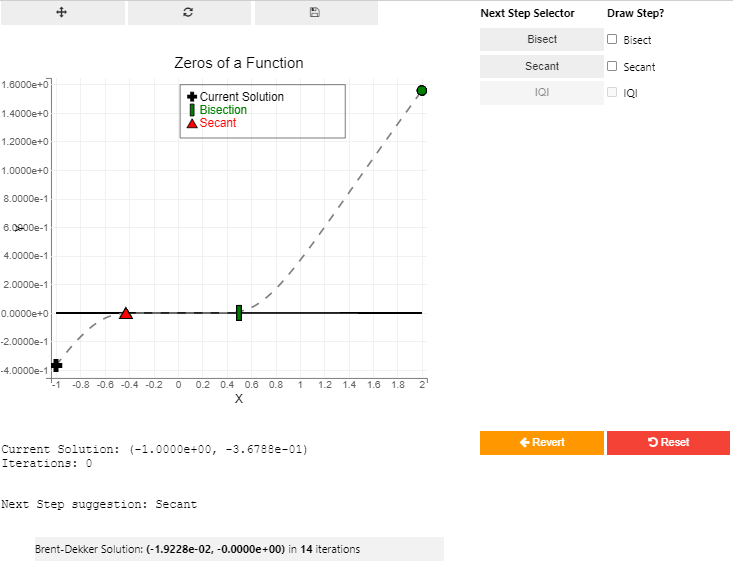 Next Step Selector Draw Step?
Bisect Bisect
Secant Secant
IQI IQI
Zeros of a Function
Current Solution
Bisection
Secant
1.6000e+0
1.4000e+0
1.2000e+0
1.0000e+0
8.0000e-1
6.0000e-1
4.0000e-1
2.0000e-1
0.0000e+0
-2.0000e-1
-4.0000e-1
Y
-1 -0.8 -0.6 -0.4 -0.2 0 0.2 0.4 0.6 0.8 1 1.2 1.4 1.6 1.8 2
X
Revert Reset
Current Solution: (-1.0000e+00, -3.6788e-01)
Iterations: 0
Next Step suggestion: Secant
Brent-Dekker Solution: (-1.9228e-02, -0.0000e+00) in 14 iterations